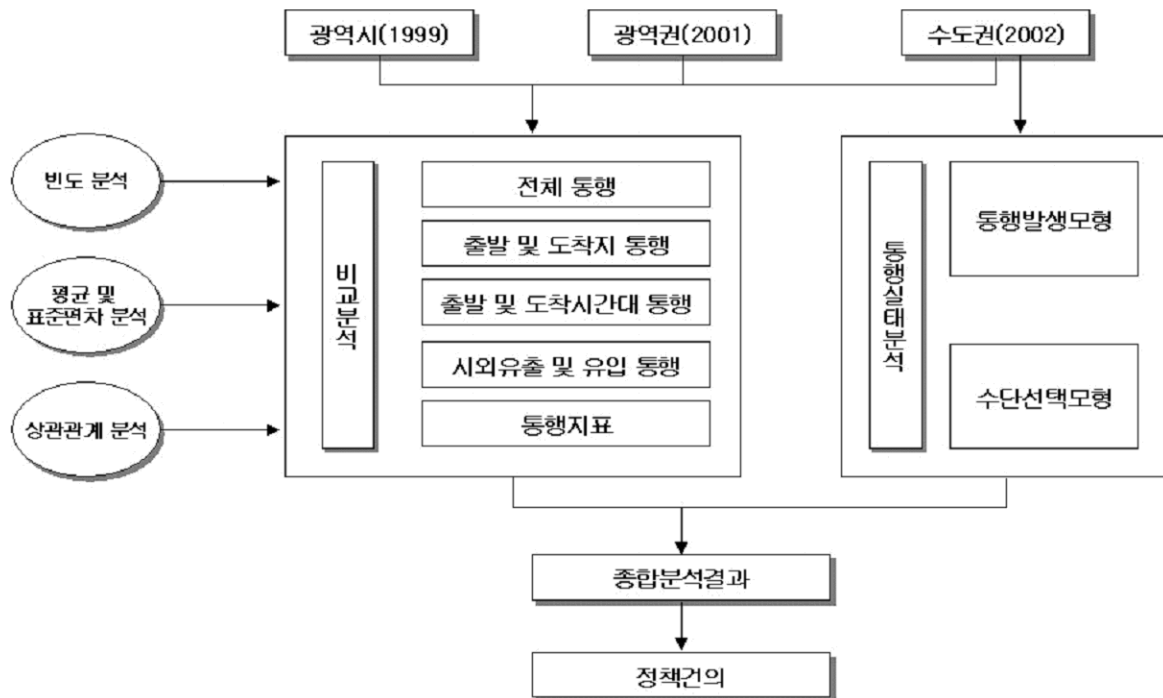 광역시(1999)
광역권(2001)
수도권(2002)
빈도 분석
평균 및
표준편차 분석
상관관계 분석
비교분석
전체 통행
출발 및 도착지 통행
출발 및 도착시간대 통행
시외유출 및 유입 통행
통행지표
통행실태분석
통행발생모형
수단선택모형
종합분석결과
정책건의